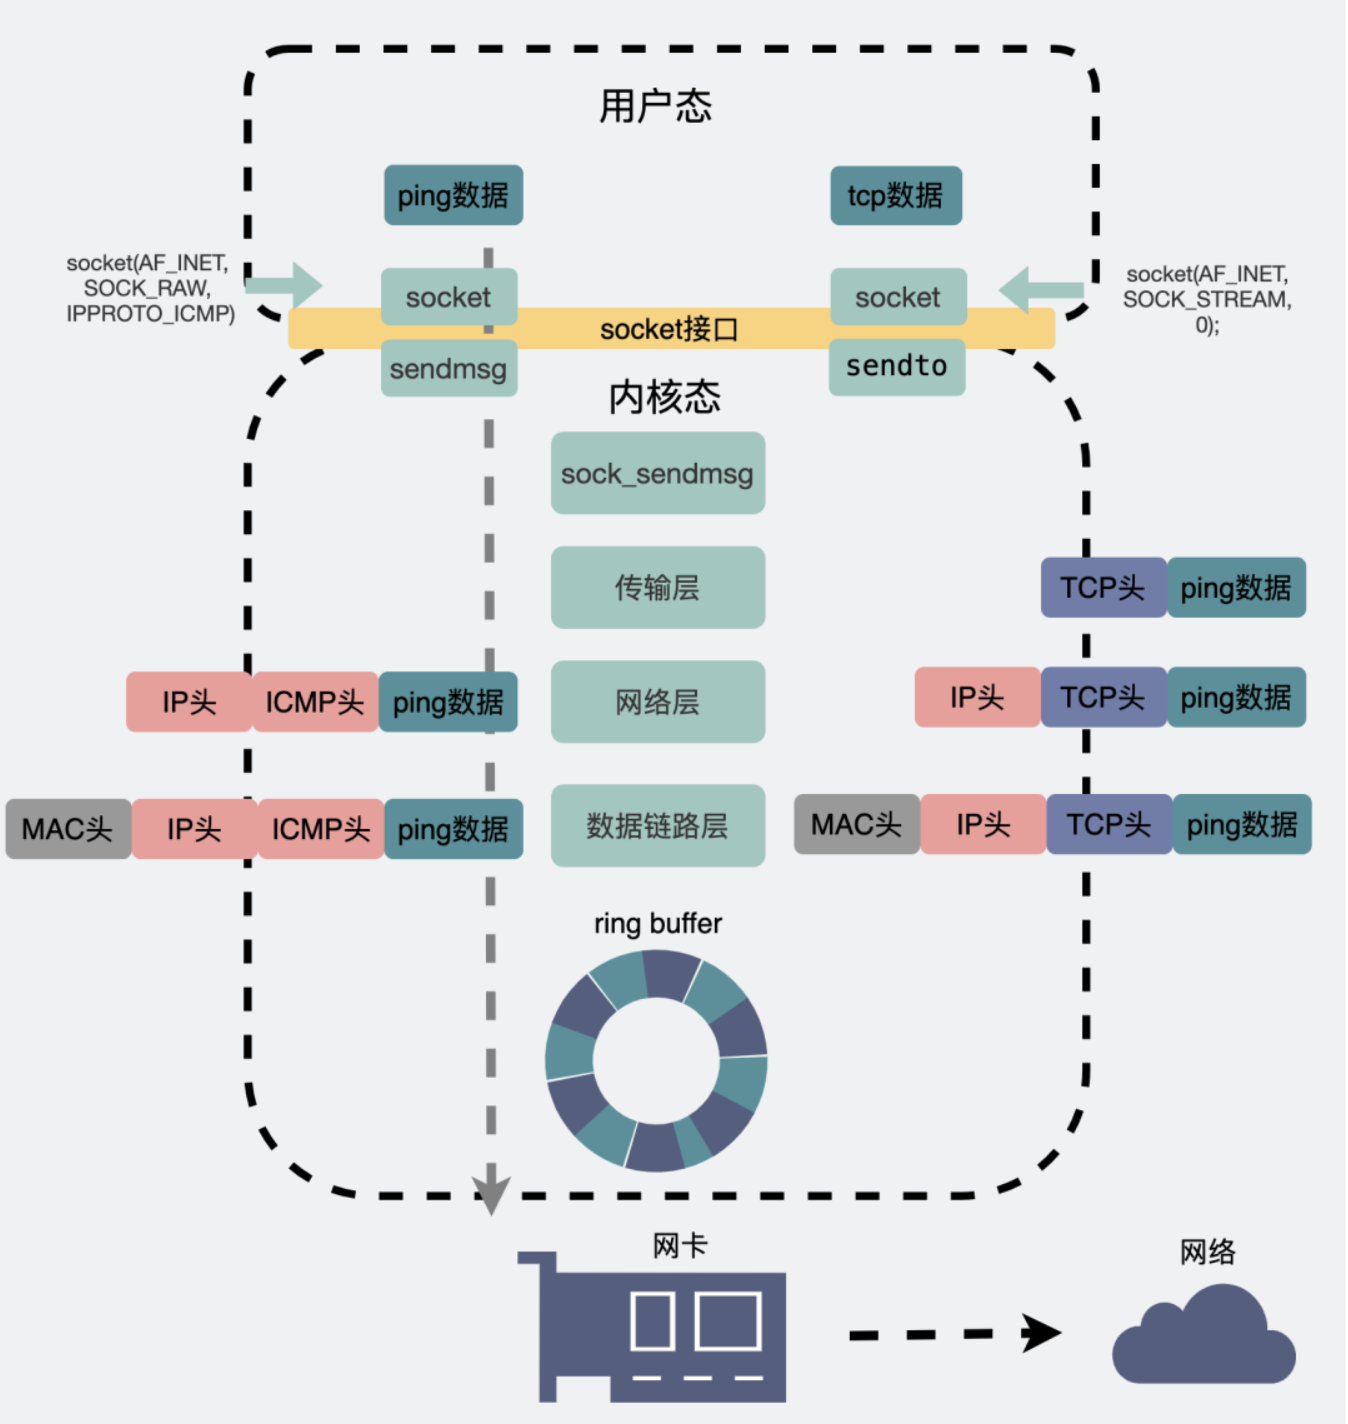 用户态
ping数据
tcp数据
socket(AF_INET,
SOCK_RAW,
IPPROTO_ICMP)
socket
socket
socket(AF_INET,
SOCK_STREAM,
0);
socket接口
sendmsg
sendto
内核态
sock_sendmsg
传输层
TCP头 ping数据
IP头 ICMP头 ping数据
网络层
IP头 TCP头 ping数据
MAC头 IP头 ICMP头 ping数据
数据链路层
MAC头 IP头 TCP头 ping数据
ring buffer
网卡
网络